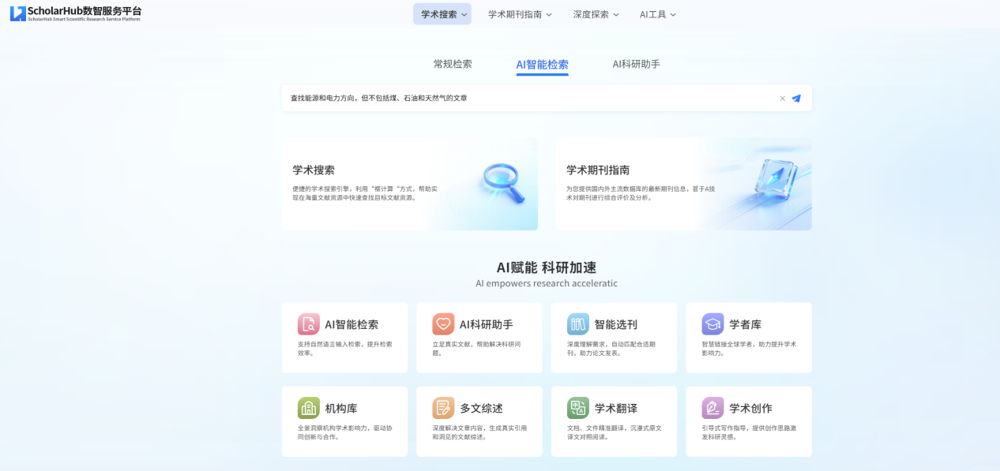 ScholarHub数智服务平台
ScholarHub Smart Scientific Research Service Platform
学术搜索 学术期刊指南 深度探索 AI工具
常规检索 AI智能检索 AI科研助手
查找能源和电力方向，但不包括煤、石油和天然气的文章
学术搜索
便捷的学术搜索引擎，利用“框计算“方式，帮助实
现在海量文献资源中快速查找目标文献资源。
学术期刊指南
为您提供国内外主流数据库的最新期刊信息，甚于A技
术对期刊进行综合评价及分析。
AI赋能 科研加速
AI empowers research acceleratic
AI智能检索
支持自然语言输入检索，提升检索
效率。
AI科研助手
立足真实文献，帮助解决科研问
题。
智能选刊
深度理解需求，自动匹配合适期
刊，助力论文发表。
学者库
智慧链接全球学者，助力提升学术
影响力。
机构库
全景洞察机构学术影响力，驱动协
同创新与合作。
多文综述
深度解决文章内容，生成真实引用
和洞见的文献综述。
学术翻译
文档、文件精准翻译，沉漫式原文
译文对照阅读。
学术创作
引导式写作指导，提供创作思路激
发科研灵感。